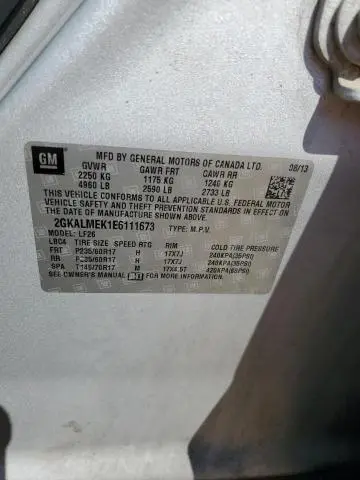 GM
MFD BY GENERAL MOTORS OF CANADA LTD. 08/13
GVWR GAWR FRT GAWR RR
2250 KG 1175 KG 1240 KG
4960 LB 2590 LB 2733 LB
THIS VEHICLE CONFORMS TO ALL APPLICABLE U.S. FEDERAL MOTOR
VEHICLE SAFETY AND THEFT PREVENTION STANDARDS IN EFFECT ON THE
DATE OF MANUFACTURE SHOWN ABOVE.
2GKALMEK1E6111673 TYPE: M.P.V.
MODEL: LF26
LBC4 TIRE SIZE SPEED RTG RIM COLD TIRE PRESSURE
FRT P235/60R17 H 17X7J 240KPA(35PSI)
RR P235/60R17 H 17X7J 240KPA(35PSI)
SPA T145/70R17 M 17X4.5T 420KPA(60PSI)
SEE OWNER'S MANUAL FOR ADDITIONAL INFORMATION.